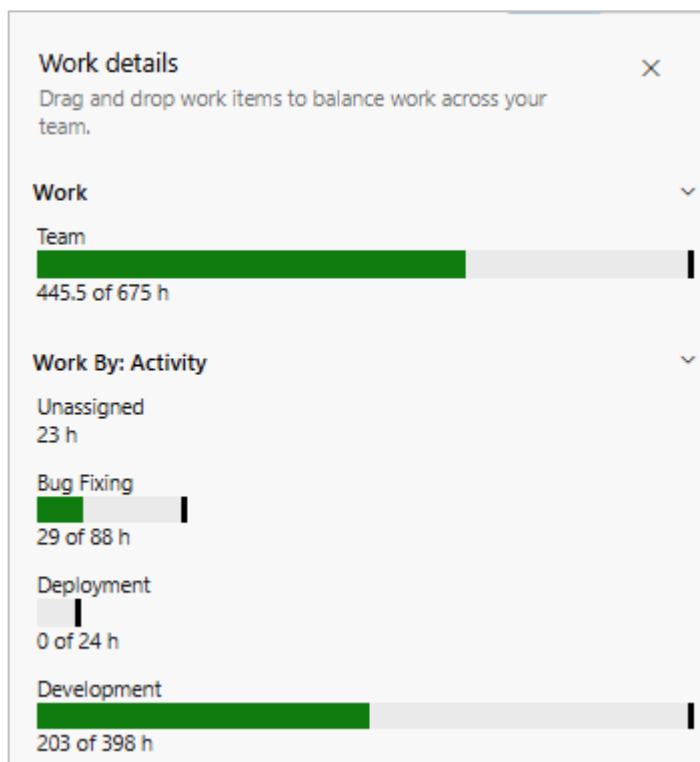 Work details
Drag and drop work items to balance work across your
team.
Work
Team
445.5 of 675 h
Work By: Activity
Unassigned
23 h
Bug Fixing
29 of 88 h
Deployment
0 of 24 h
Development
203 of 398 h